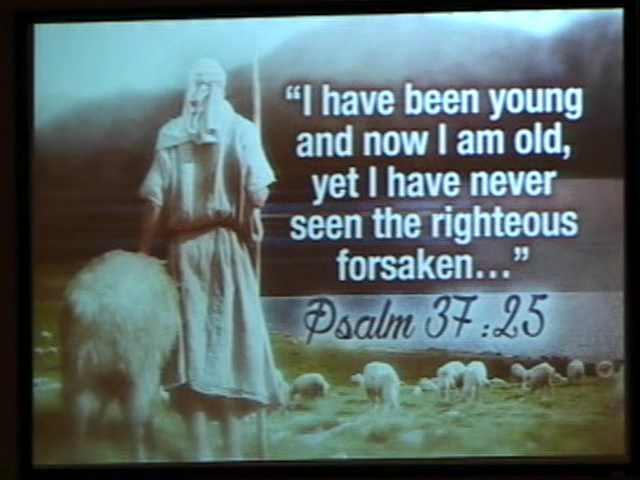 “I have been young
and now I am old,
yet I have never
seen the righteous
forsaken...”
Psalm 37:25